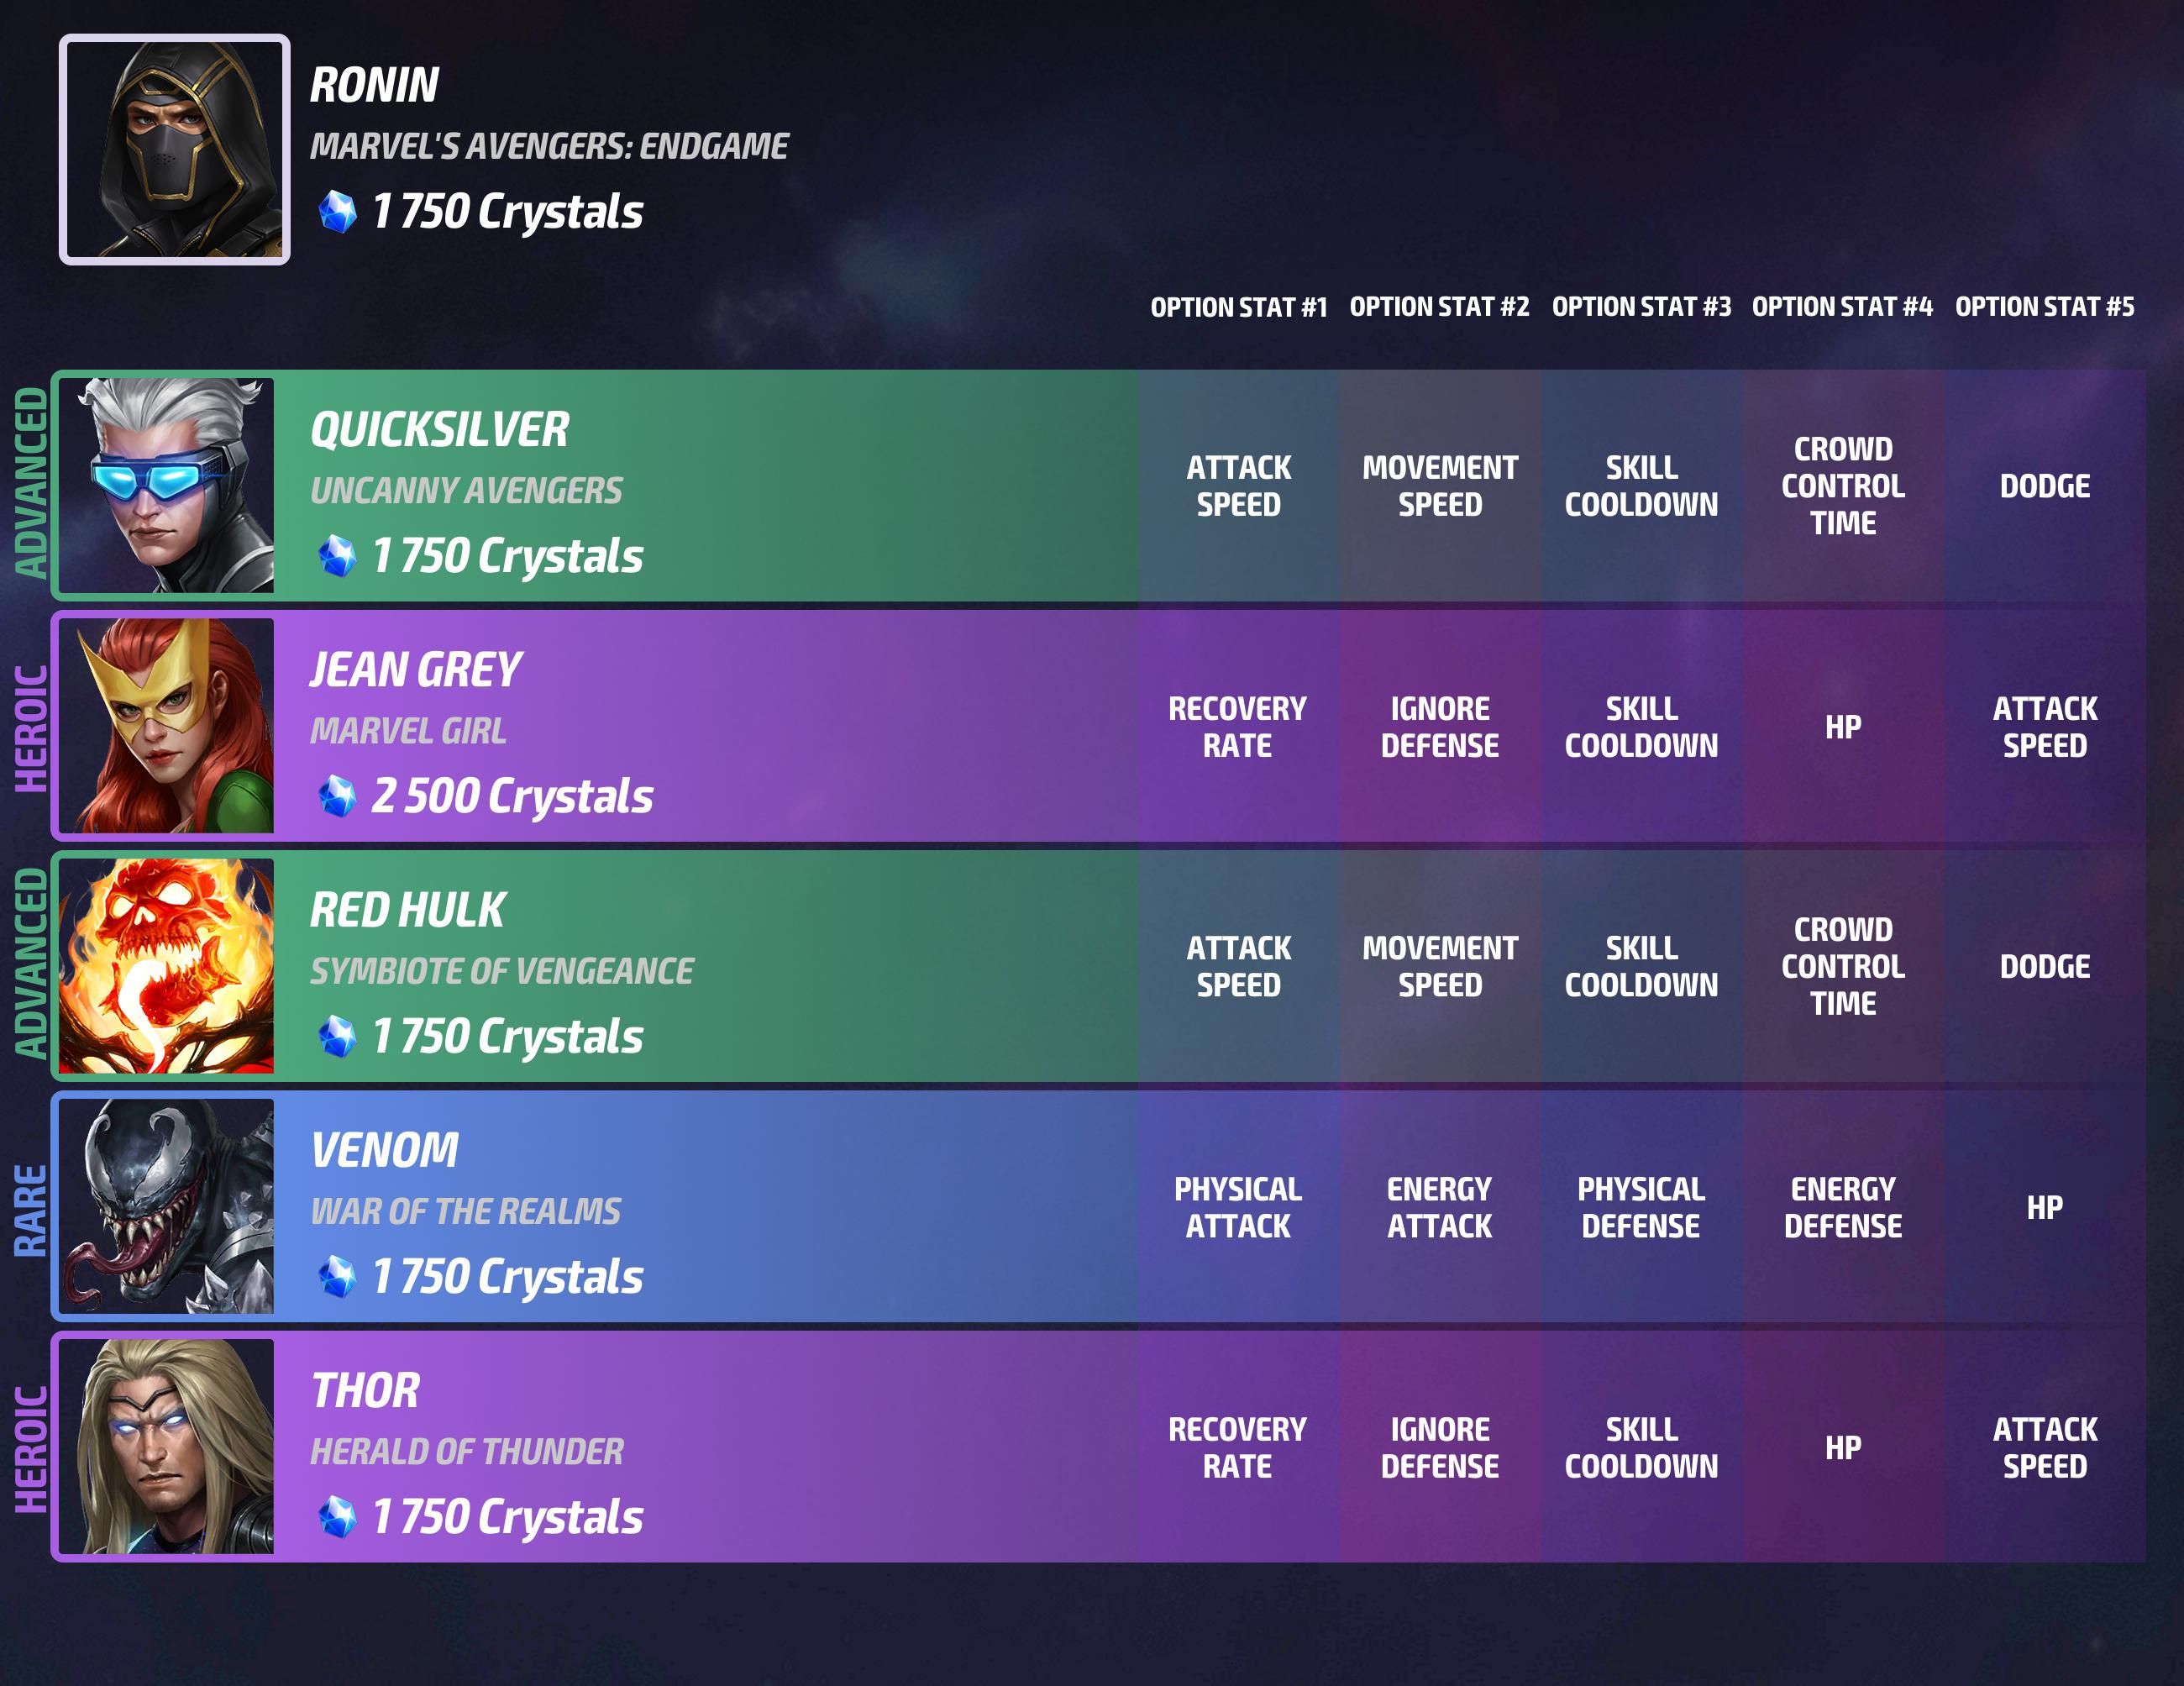 RONIN
MARVEL'S AVENGERS: ENDGAME
1 750 Crystals
OPTION STAT #1 OPTION STAT #2 OPTION STAT #3 OPTION STAT #4 OPTION STAT #5
ADVANCED
QUICKSILVER
UNCANNY AVENGERS
1 750 Crystals
ATTACK
SPEED
MOVEMENT
SPEED
SKILL
COOLDOWN
CROWD
CONTROL
TIME
DODGE
HEROIC
JEAN GREY
MARVEL GIRL
2 500 Crystals
RECOVERY
RATE
IGNORE
DEFENSE
SKILL
COOLDOWN
HP
ATTACK
SPEED
ADVANCED
RED HULK
SYMBIOTE OF VENGEANCE
1 750 Crystals
ATTACK
SPEED
MOVEMENT
SPEED
SKILL
COOLDOWN
CROWD
CONTROL
TIME
DODGE
RARE
VENOM
WAR OF THE REALMS
1 750 Crystals
PHYSICAL
ATTACK
ENERGY
ATTACK
PHYSICAL
DEFENSE
ENERGY
DEFENSE
HP
HEROIC
THOR
HERALD OF THUNDER
1 750 Crystals
RECOVERY
RATE
IGNORE
DEFENSE
SKILL
COOLDOWN
HP
ATTACK
SPEED